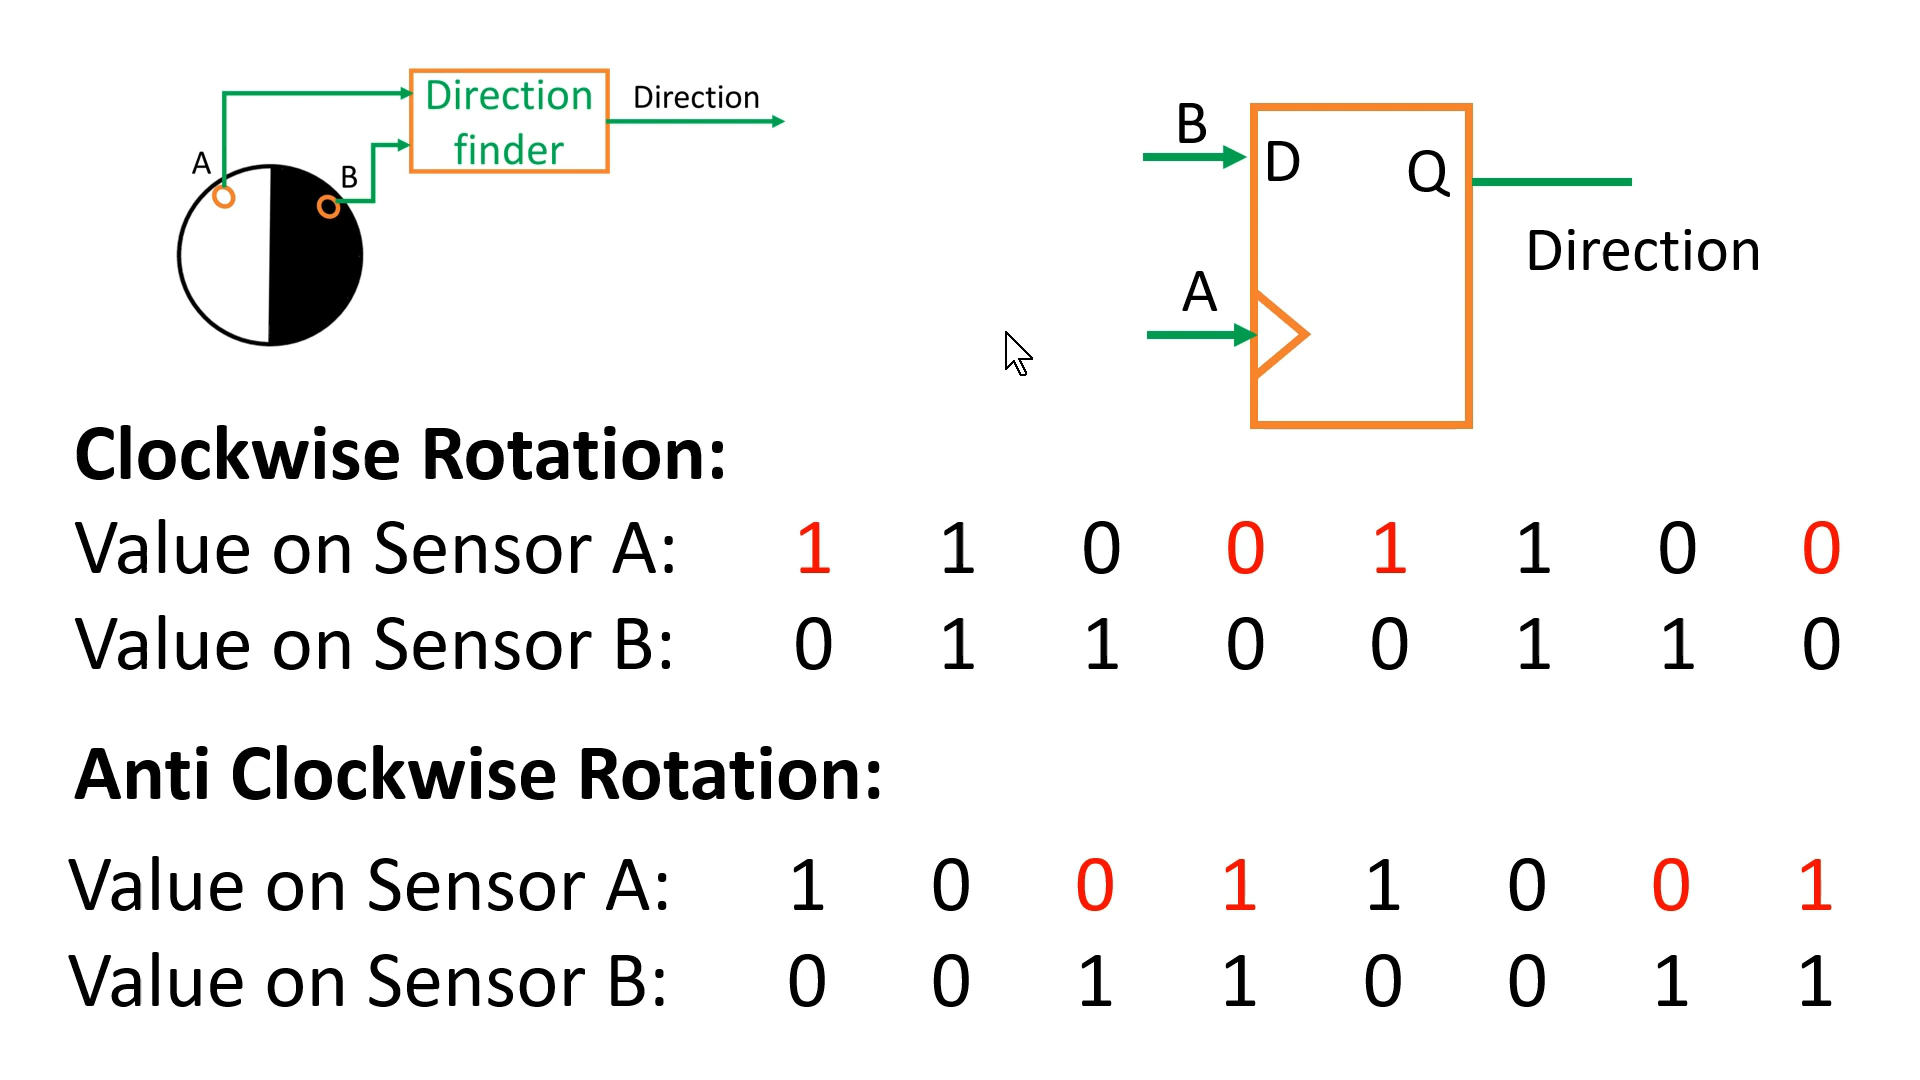 Direction
finder
Direction
A
B
B
D
Q
A
Direction
Clockwise Rotation:
Value on Sensor A: 1 1 0 0 1 1 0 0
Value on Sensor B: 0 1 1 0 0 1 1 0
Anti Clockwise Rotation:
Value on Sensor A: 1 0 0 1 1 0 0 1
Value on Sensor B: 0 0 1 1 0 0 1 1